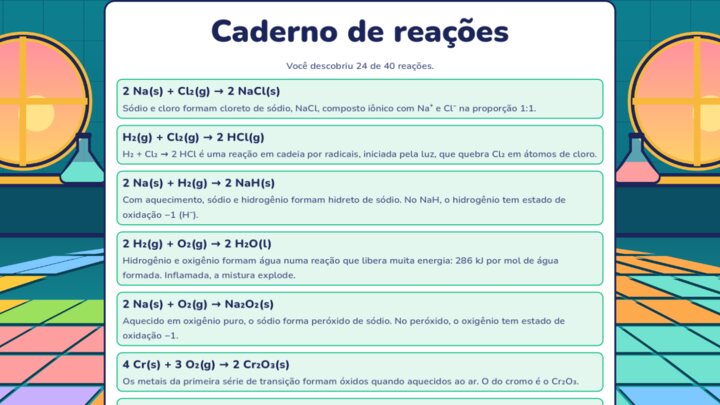 Caderno de reações
Você descobriu 24 de 40 reações.
2 Na(s) + Cl₂(g) → 2 NaCl(s)
Sódio e cloro formam cloreto de sódio, NaCl, composto iônico com Na⁺ e Cl⁻ na proporção 1:1.
H₂(g) + Cl₂(g) → 2 HCl(g)
H₂ + Cl₂ → 2 HCl é uma reação em cadeia por radicais, iniciada pela luz, que quebra Cl₂ em átomos de cloro.
2 Na(s) + H₂(g) → 2 NaH(s)
Com aquecimento, sódio e hidrogênio formam hidreto de sódio. No NaH, o hidrogênio tem estado de
oxidação −1 (H⁻).
2 H₂(g) + O₂(g) → 2 H₂O(l)
Hidrogênio e oxigênio formam água numa reação que libera muita energia: 286 kJ por mol de água
formada. Inflamada, a mistura explode.
2 Na(s) + O₂(g) → Na₂O₂(s)
Aquecido em oxigênio puro, o sódio forma peróxido de sódio. No peróxido, o oxigênio tem estado de
oxidação −1.
4 Cr(s) + 3 O₂(g) → 2 Cr₂O₃(s)
Os metais da primeira série de transição formam óxidos quando aquecidos ao ar. O do cromo é o Cr₂O₃.